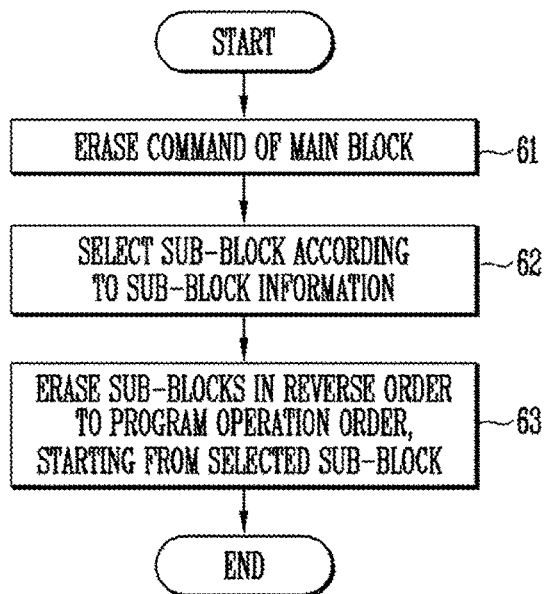 START
ERASE COMMAND OF MAIN BLOCK
61
SELECT SUB-BLOCK ACCORDING
TO SUB-BLOCK INFORMATION
62
ERASE SUB-BLOCKS IN REVERSE ORDER
TO PROGRAM OPERATION ORDER,
STARTING FROM SELECTED SUB-BLOCK
63
END